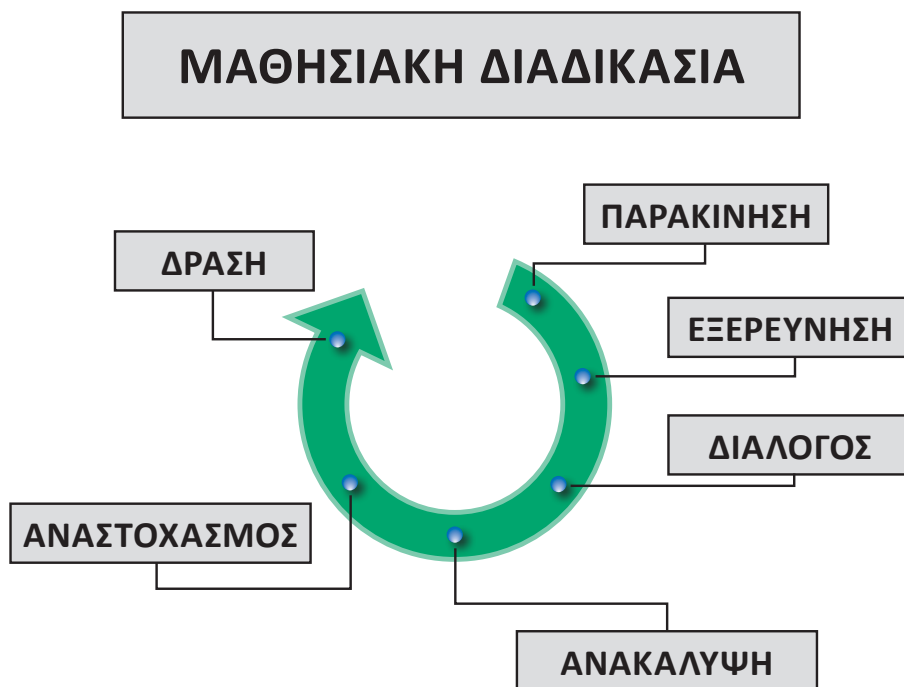 ΜΑΘΗΣΙΑΚΗ ΔΙΑΔΙΚΑΣΙΑ
ΠΑΡΑΚΙΝΗΣΗ
ΕΞΕΡΕΥΝΗΣΗ
ΔΙΑΛΟΓΟΣ
ΑΝΑΚΑΛΥΨΗ
ΑΝΑΣΤΟΧΑΣΜΟΣ
ΔΡΑΣΗ